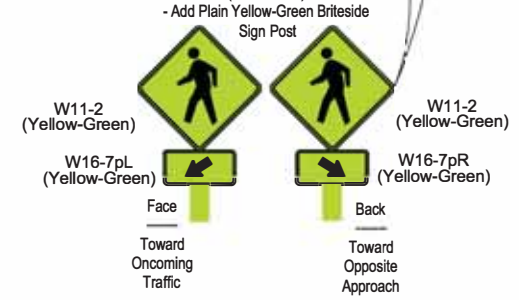 - Add Plain Yellow-Green Briteside
Sign Post
W11-2
(Yellow-Green)
W11-2
(Yellow-Green)
W16-7pL
(Yellow-Green)
W16-7pR
(Yellow-Green)
Face
Back
Toward
Oncoming
Traffic
Toward
Opposite
Approach